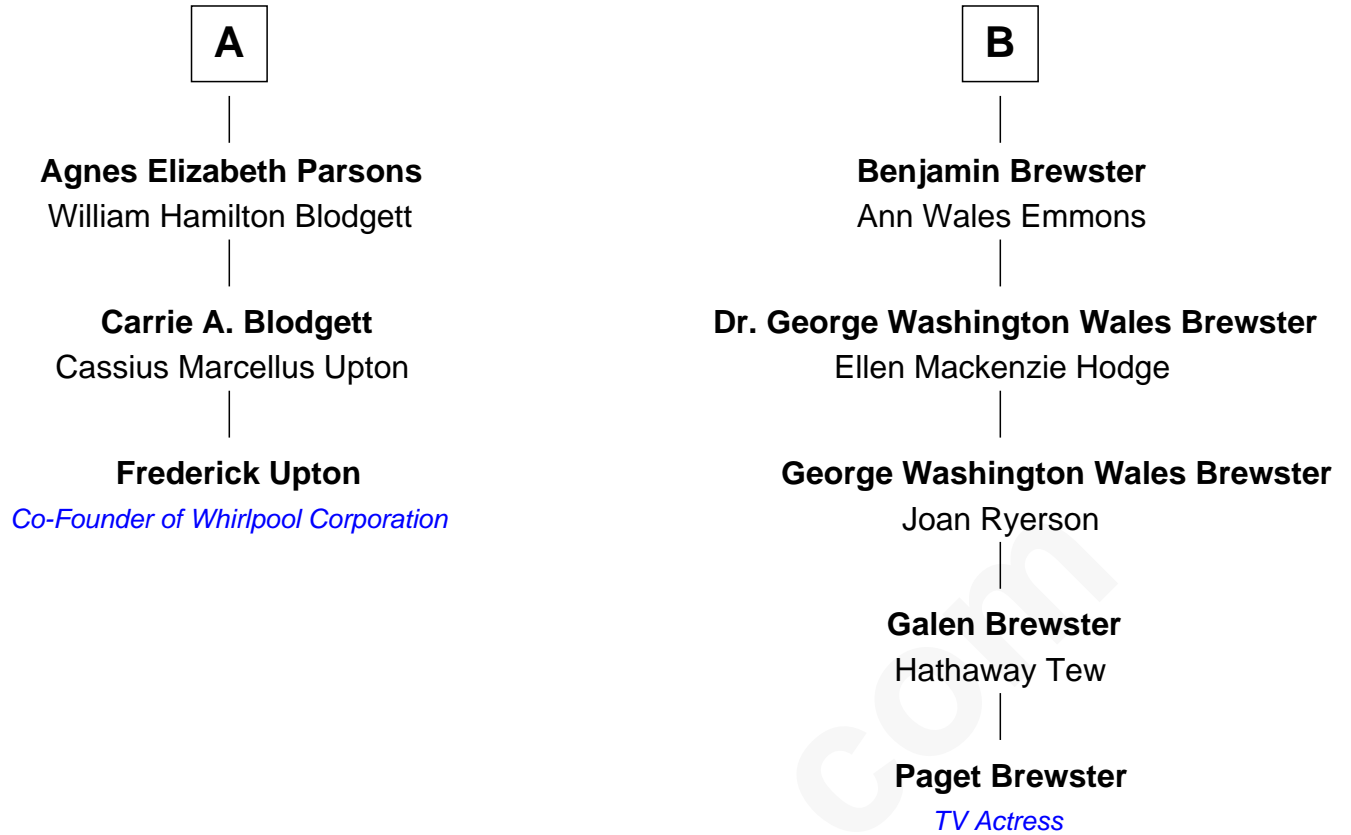 A
Agnes Elizabeth Parsons
William Hamilton Blodgett
Carrie A. Blodgett
Cassius Marcellus Upton
Frederick Upton
Co-Founder of Whirlpool Corporation
B
Benjamin Brewster
Ann Wales Emmons
Dr. George Washington Wales Brewster
Ellen Mackenzie Hodge
George Washington Wales Brewster
Joan Ryerson
Galen Brewster
Hathaway Tew
Paget Brewster
TV Actress
com